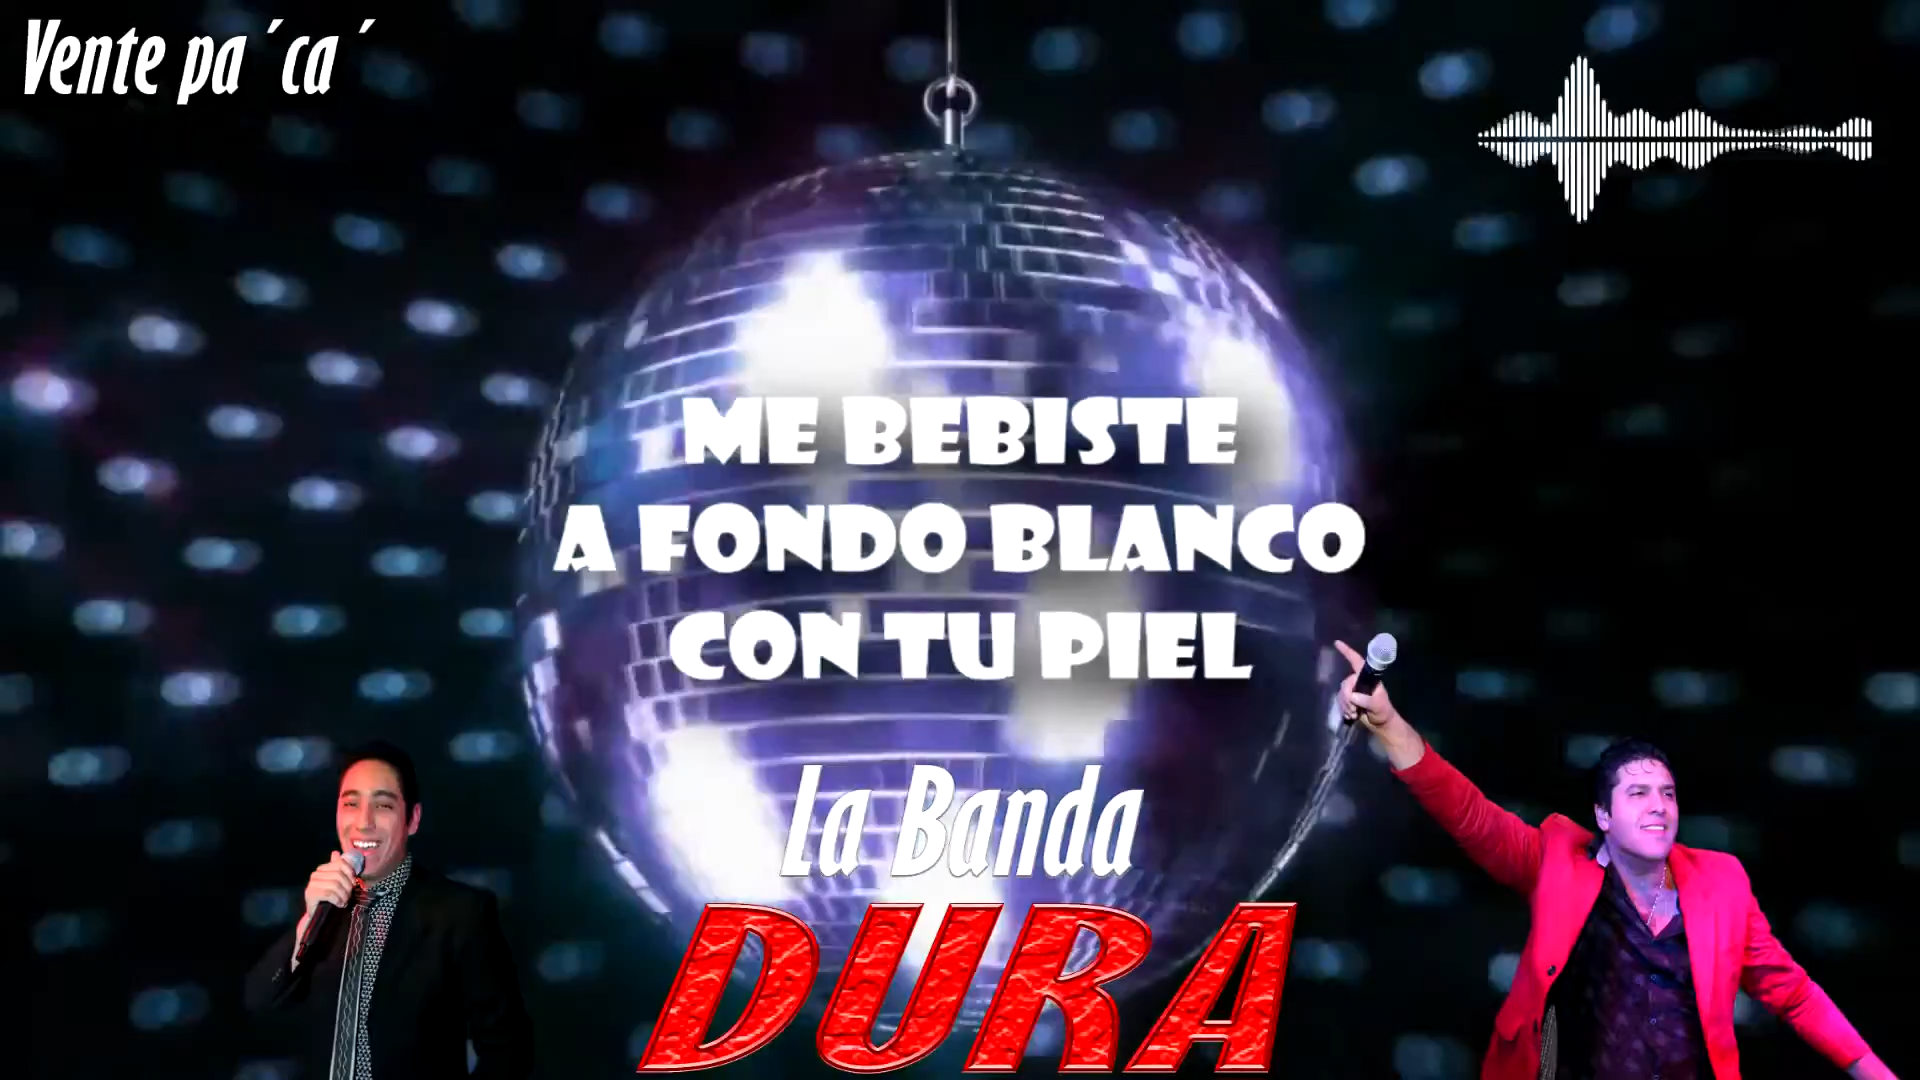 Vente pa´ca´
ME BEBISTE
A FONDO BLANCO
CON TU PIEL
La Banda
DURA